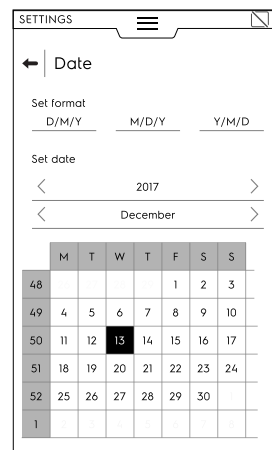 SETTINGS
Date
Set format
D/M/Y M/D/Y Y/M/D
Set date
2017
December
M T W T F S S
48 1 2 3
49 4 5 6 7 8 9 10
50 11 12 13 14 15 16 17
51 18 19 20 21 22 23 24
52 25 26 27 28 29 30
1